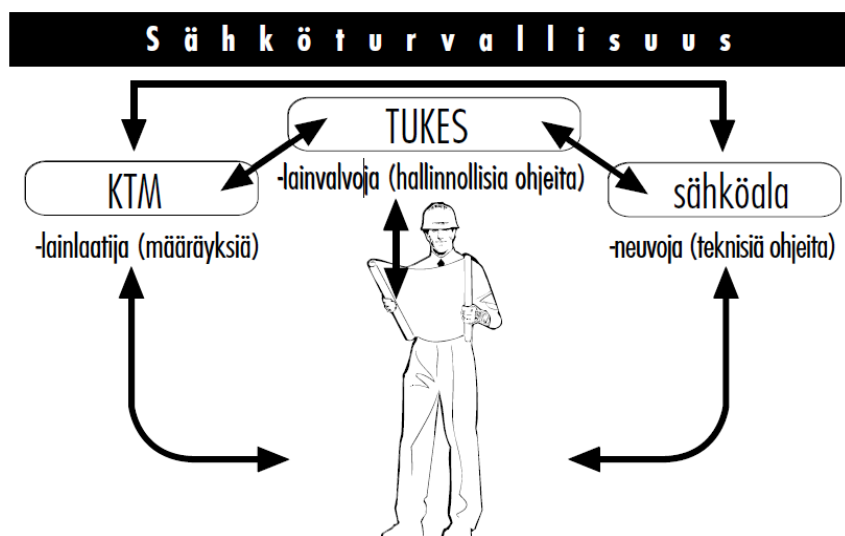 Sähköturvallisuus
TUKES
-lainvalvoja (hallinnollisia ohjeita)
KTM
-lainlaatija (määräyksiä)
sähköala
-neuvoja (teknisiä ohjeita)